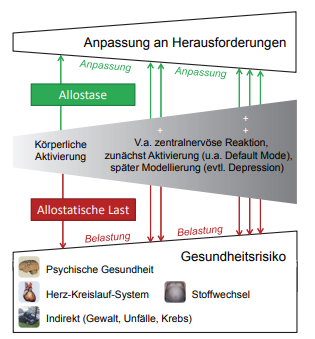 Anpassung an Herausforderungen
Anpassung
Anpassung
Allostase
+
+
Körperliche
Aktivierung
V.a. zentralnervöse Reaktion,
zunächst Aktivierung (u.a. Default Mode),
später Modellierung (evtl. Depression)
Allostatische Last
Belastung
Belastung
Gesundheitsrisiko
Psychische Gesundheit
Herz-Kreislauf-System
Stoffwechsel
Indirekt (Gewalt, Unfälle, Krebs)